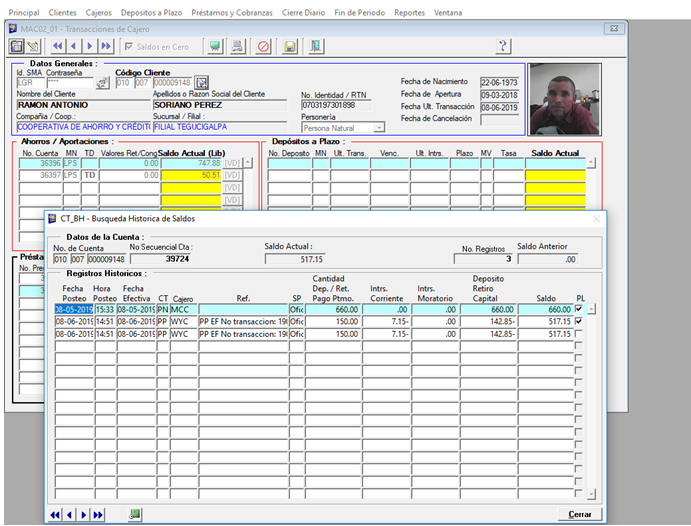 Principal Clientes Cajeros Depositos a Plazo Préstamos y Cobranzas Cierre Diario Fin de Periodo Reportes Ventana
MAC02_01 - Transacciones de Cajero
Saldos en Cero
Datos Generales :
Id. SMA Contraseña Código Cliente
LGR **** 010 007 000009148
Nombre del Cliente Apellidos o Razon Social del Cliente No. Identidad / RTN
RAMON ANTONIO SORIANO PEREZ 0703197301898
Compañia / Coop.: Sucursal / Filial : Personería
COOPERATIVA DE AHORRO Y CRÉDIT FILIAL TEGUCIGALPA Persona Natural
Fecha de Nacimiento 22-06-1973
Fecha de Apertura 09-03-2018
Fecha Ult. Transacción 08-06-2019
Fecha de Cancelación
Ahorros / Aportaciones :
No. Cuenta MN TD Valores Ret/Cong Saldo Actual (Lib)
36396 LPS 0.00 747.88 [VD]
36397 LPS TD 0.00 50.51 [VD]
[VD]
[VD]
[VD]
Depósitos a Plazo :
No. Deposito MN Ult. Trans. Venc. Ult. Intrs. Plazo MV Tasa Saldo Actual
Présta
No. Pre
CT_BH - Busqueda Historica de Saldos
Datos de la Cuenta :
No. de Cuenta No Secuencial Cta : Saldo Actual : No. Registros Saldo Anterior
010 007 000009148 39724 517.15 3 .00
Registros Historicos :
Fecha Posteo Hora Posteo Fecha Efectiva CT Cajero Ref. SP Cantidad Dep. / Ret. Pago Ptmo. Intrs. Corriente Intrs. Moratorio Deposito Retiro Capital Saldo PL
08-05-2019 15:33 08-05-2019 PN MCC Ofic 660.00 .00 .00 660.00 660.00
08-06-2019 14:51 08-06-2019 PP WYC PP EF No transaccion: 19 Ofic 150.00 7.15- .00 142.85- 517.15
08-06-2019 14:51 08-06-2019 PP WYC PP EF No transaccion: 19 Ofic 150.00 7.15- .00 142.85- 517.15
Cerrar